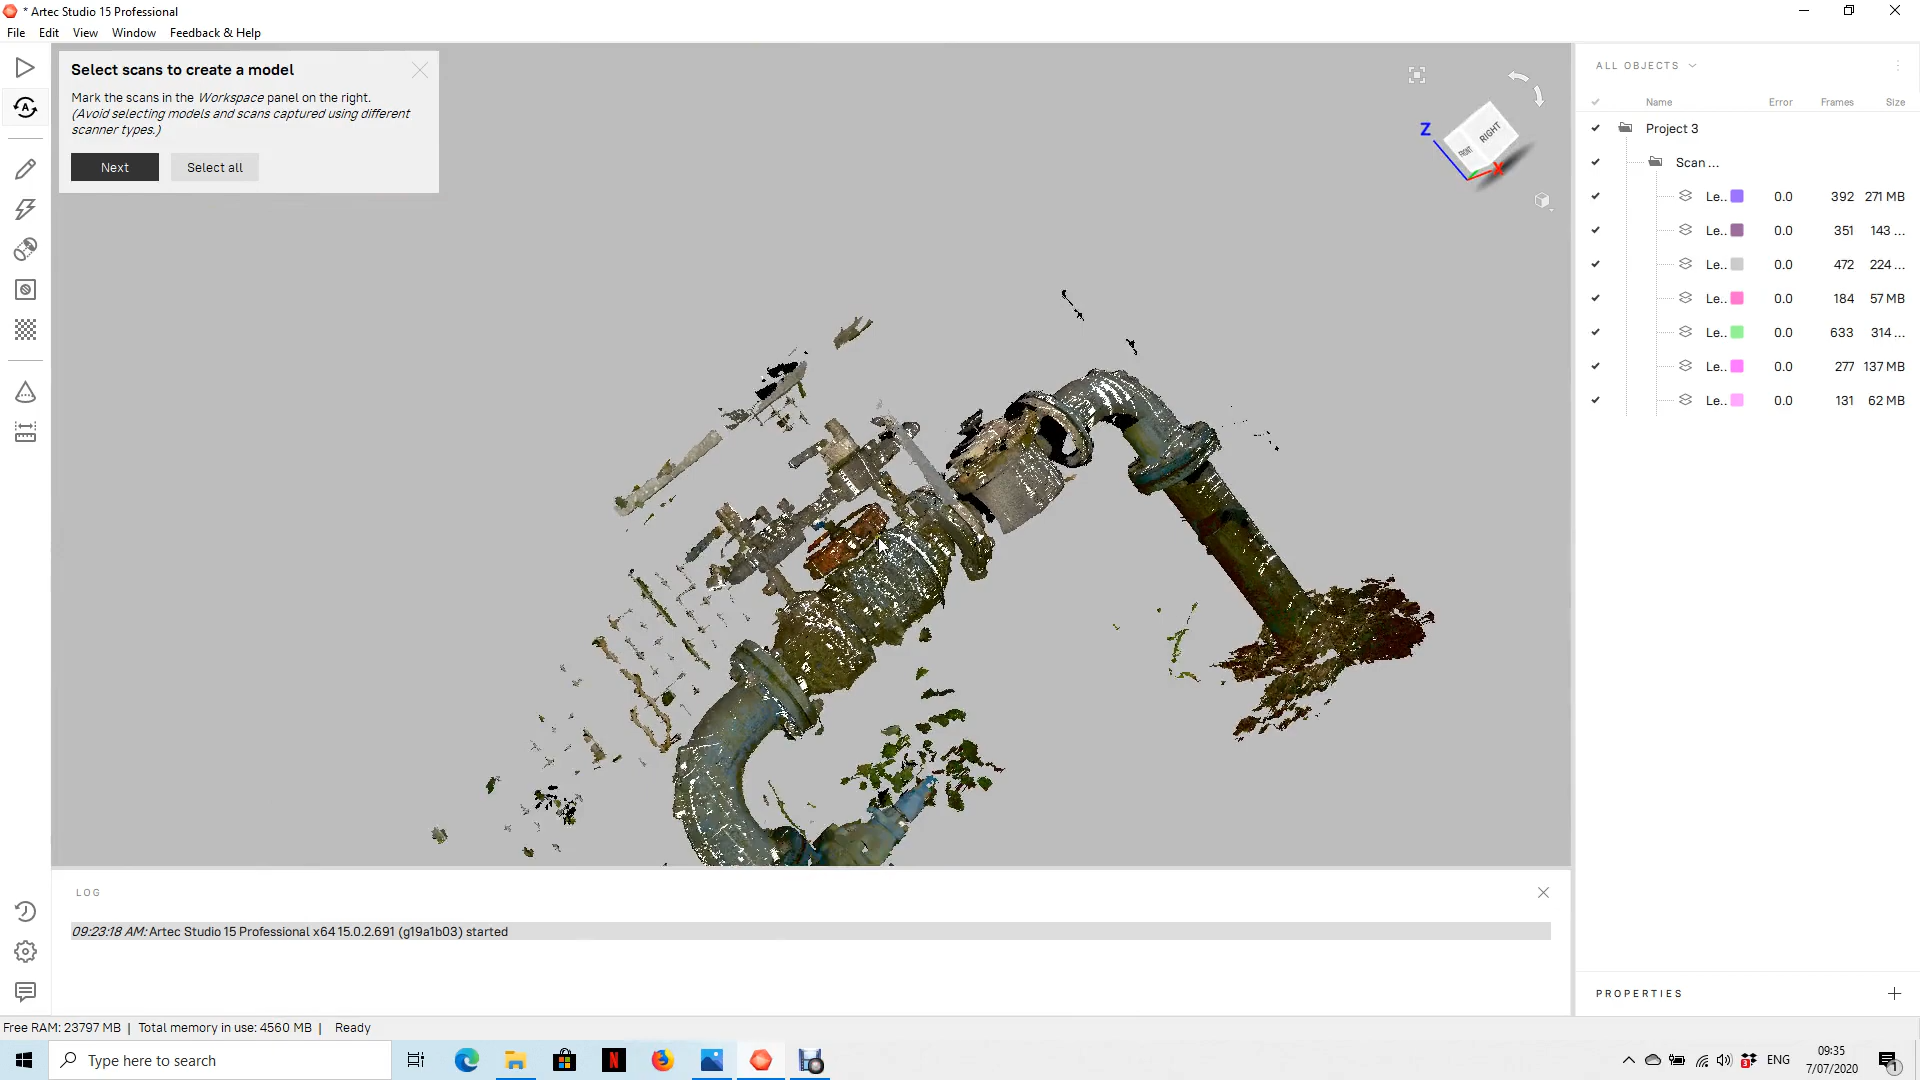 * Artec Studio 15 Professional
File Edit View Window Feedback & Help
Select scans to create a model
Mark the scans in the Workspace panel on the right.
(Avoid selecting models and scans captured using different
scanner types.)
Next Select all
Z
FRONT
RIGHT
X
ALL OBJECTS
Name Error Frames Size
Project 3
Scan ...
Le.. 0.0 392 271 MB
Le.. 0.0 351 143 ...
Le.. 0.0 472 224 ...
Le.. 0.0 184 57 MB
Le.. 0.0 633 314 ...
Le.. 0.0 277 137 MB
Le.. 0.0 131 62 MB
LOG
09:23:18 AM: Artec Studio 15 Professional x64 15.0.2.691 (g19a1b03) started
PROPERTIES
Free RAM: 23797 MB | Total memory in use: 4560 MB | Ready
Type here to search
N
3
ENG
09:35
7/07/2020
1